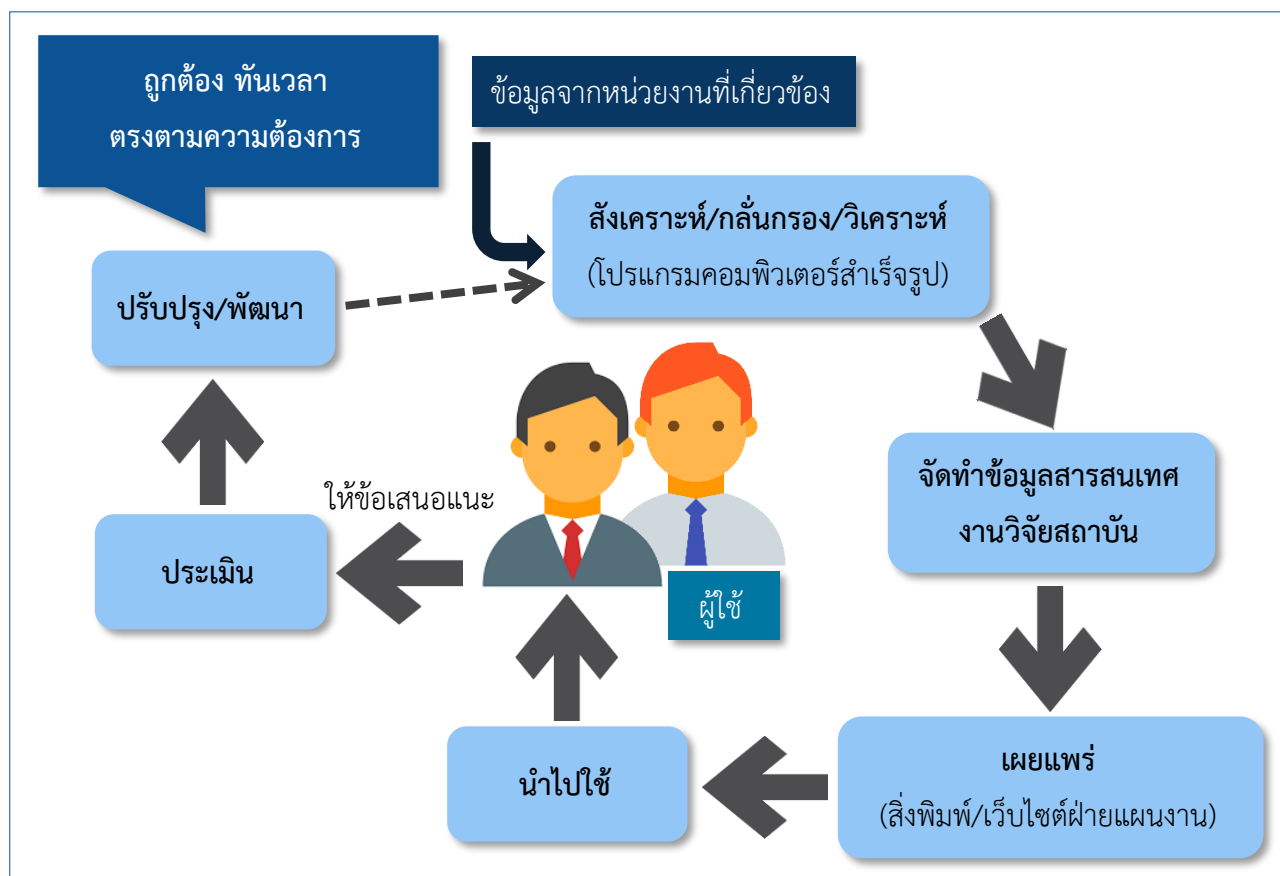 ถูกต้อง ทันเวลา
ตรงตามความต้องการ
ข้อมูลจากหน่วยงานที่เกี่ยวข้อง
สังเคราะห์/กลั่นกรอง/วิเคราะห์
(โปรแกรมคอมพิวเตอร์สำเร็จรูป)
ปรับปรุง/พัฒนา
จัดทำข้อมูลสารสนเทศ
งานวิจัยสถาบัน
ให้ข้อเสนอแนะ
ประเมิน
ผู้ใช้
นำไปใช้
เผยแพร่
(สิ่งพิมพ์/เว็บไซต์ฝ่ายแผนงาน)